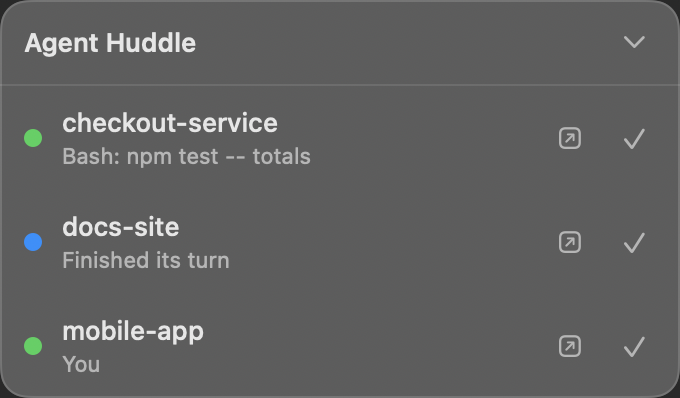 Agent Huddle
checkout-service
Bash: npm test -- totals
docs-site
Finished its turn
mobile-app
You